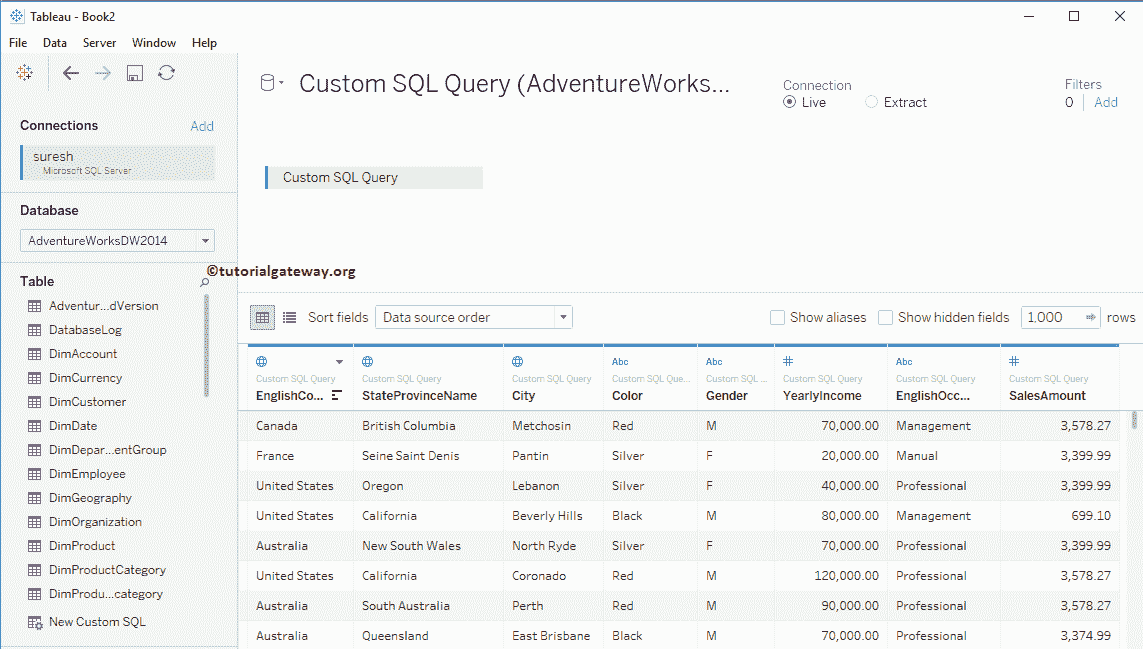 Tableau - Book2
File Data Server Window Help
Custom SQL Query (AdventureWorks...
Connection
Live Extract
Filters
0 Add
Connections Add
suresh
Microsoft SQL Server
Custom SQL Query
Database
AdventureWorksDW2014
©tutorialgateway.org
Table
Adventur...dVersion
DatabaseLog
DimAccount
DimCurrency
DimCustomer
DimDate
DimDepar...entGroup
DimEmployee
DimGeography
DimOrganization
DimProduct
DimProductCategory
DimProdu...category
New Custom SQL
Sort fields Data source order Show aliases Show hidden fields 1,000 rows
Abc Abc Abc
Custom SQL Query Custom SQL Query Custom SQL Query Custom SQL Que... Custom SQL ... Custom SQL Query Custom SQL Query Custom SQL Query
EnglishCo... StateProvinceName City Color Gender YearlyIncome EnglishOcc... SalesAmount
Canada British Columbia Metchosin Red M 70,000.00 Management 3,578.27
France Seine Saint Denis Pantin Silver F 20,000.00 Manual 3,399.99
United States Oregon Lebanon Silver F 40,000.00 Professional 3,399.99
United States California Beverly Hills Black M 80,000.00 Management 699.10
Australia New South Wales North Ryde Silver F 70,000.00 Professional 3,399.99
United States California Coronado Red M 120,000.00 Professional 3,578.27
Australia South Australia Perth Red M 90,000.00 Professional 3,578.27
Australia Queensland East Brisbane Black M 70,000.00 Professional 3,374.99